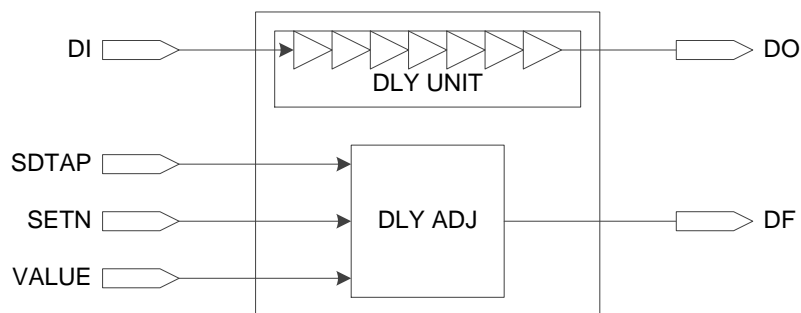 DI
DO
DLY UNIT
SDTAP
SETN
DLY ADJ
DF
VALUE